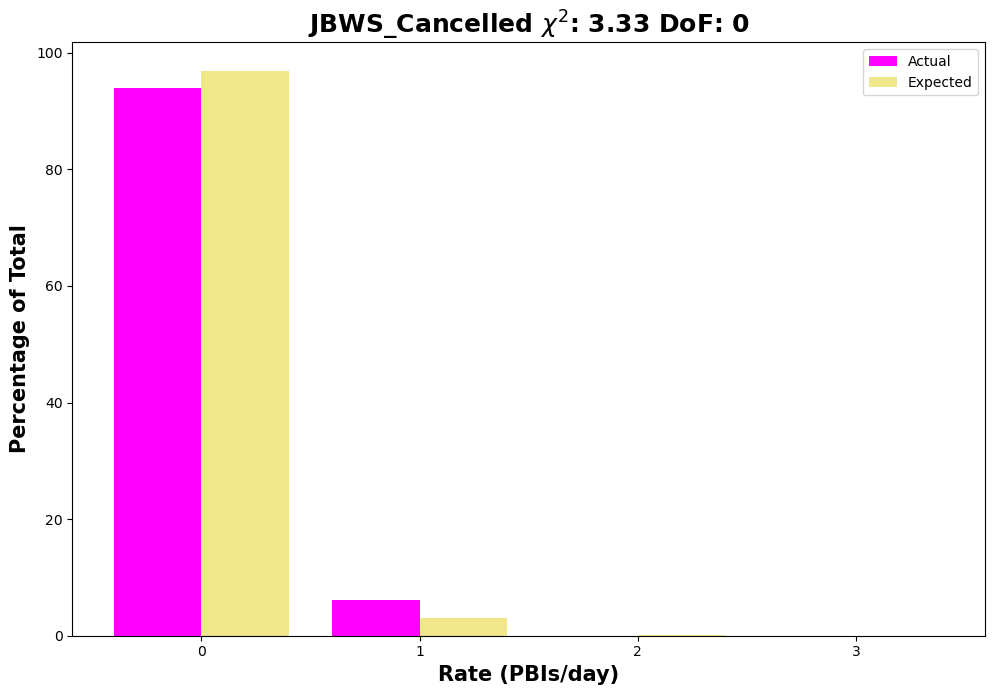 JBWS_Cancelled χ²: 3.33 DoF: 0
Actual
Expected
Percentage of Total
100
80
60
40
20
0
0 1 2 3
Rate (PBIs/day)